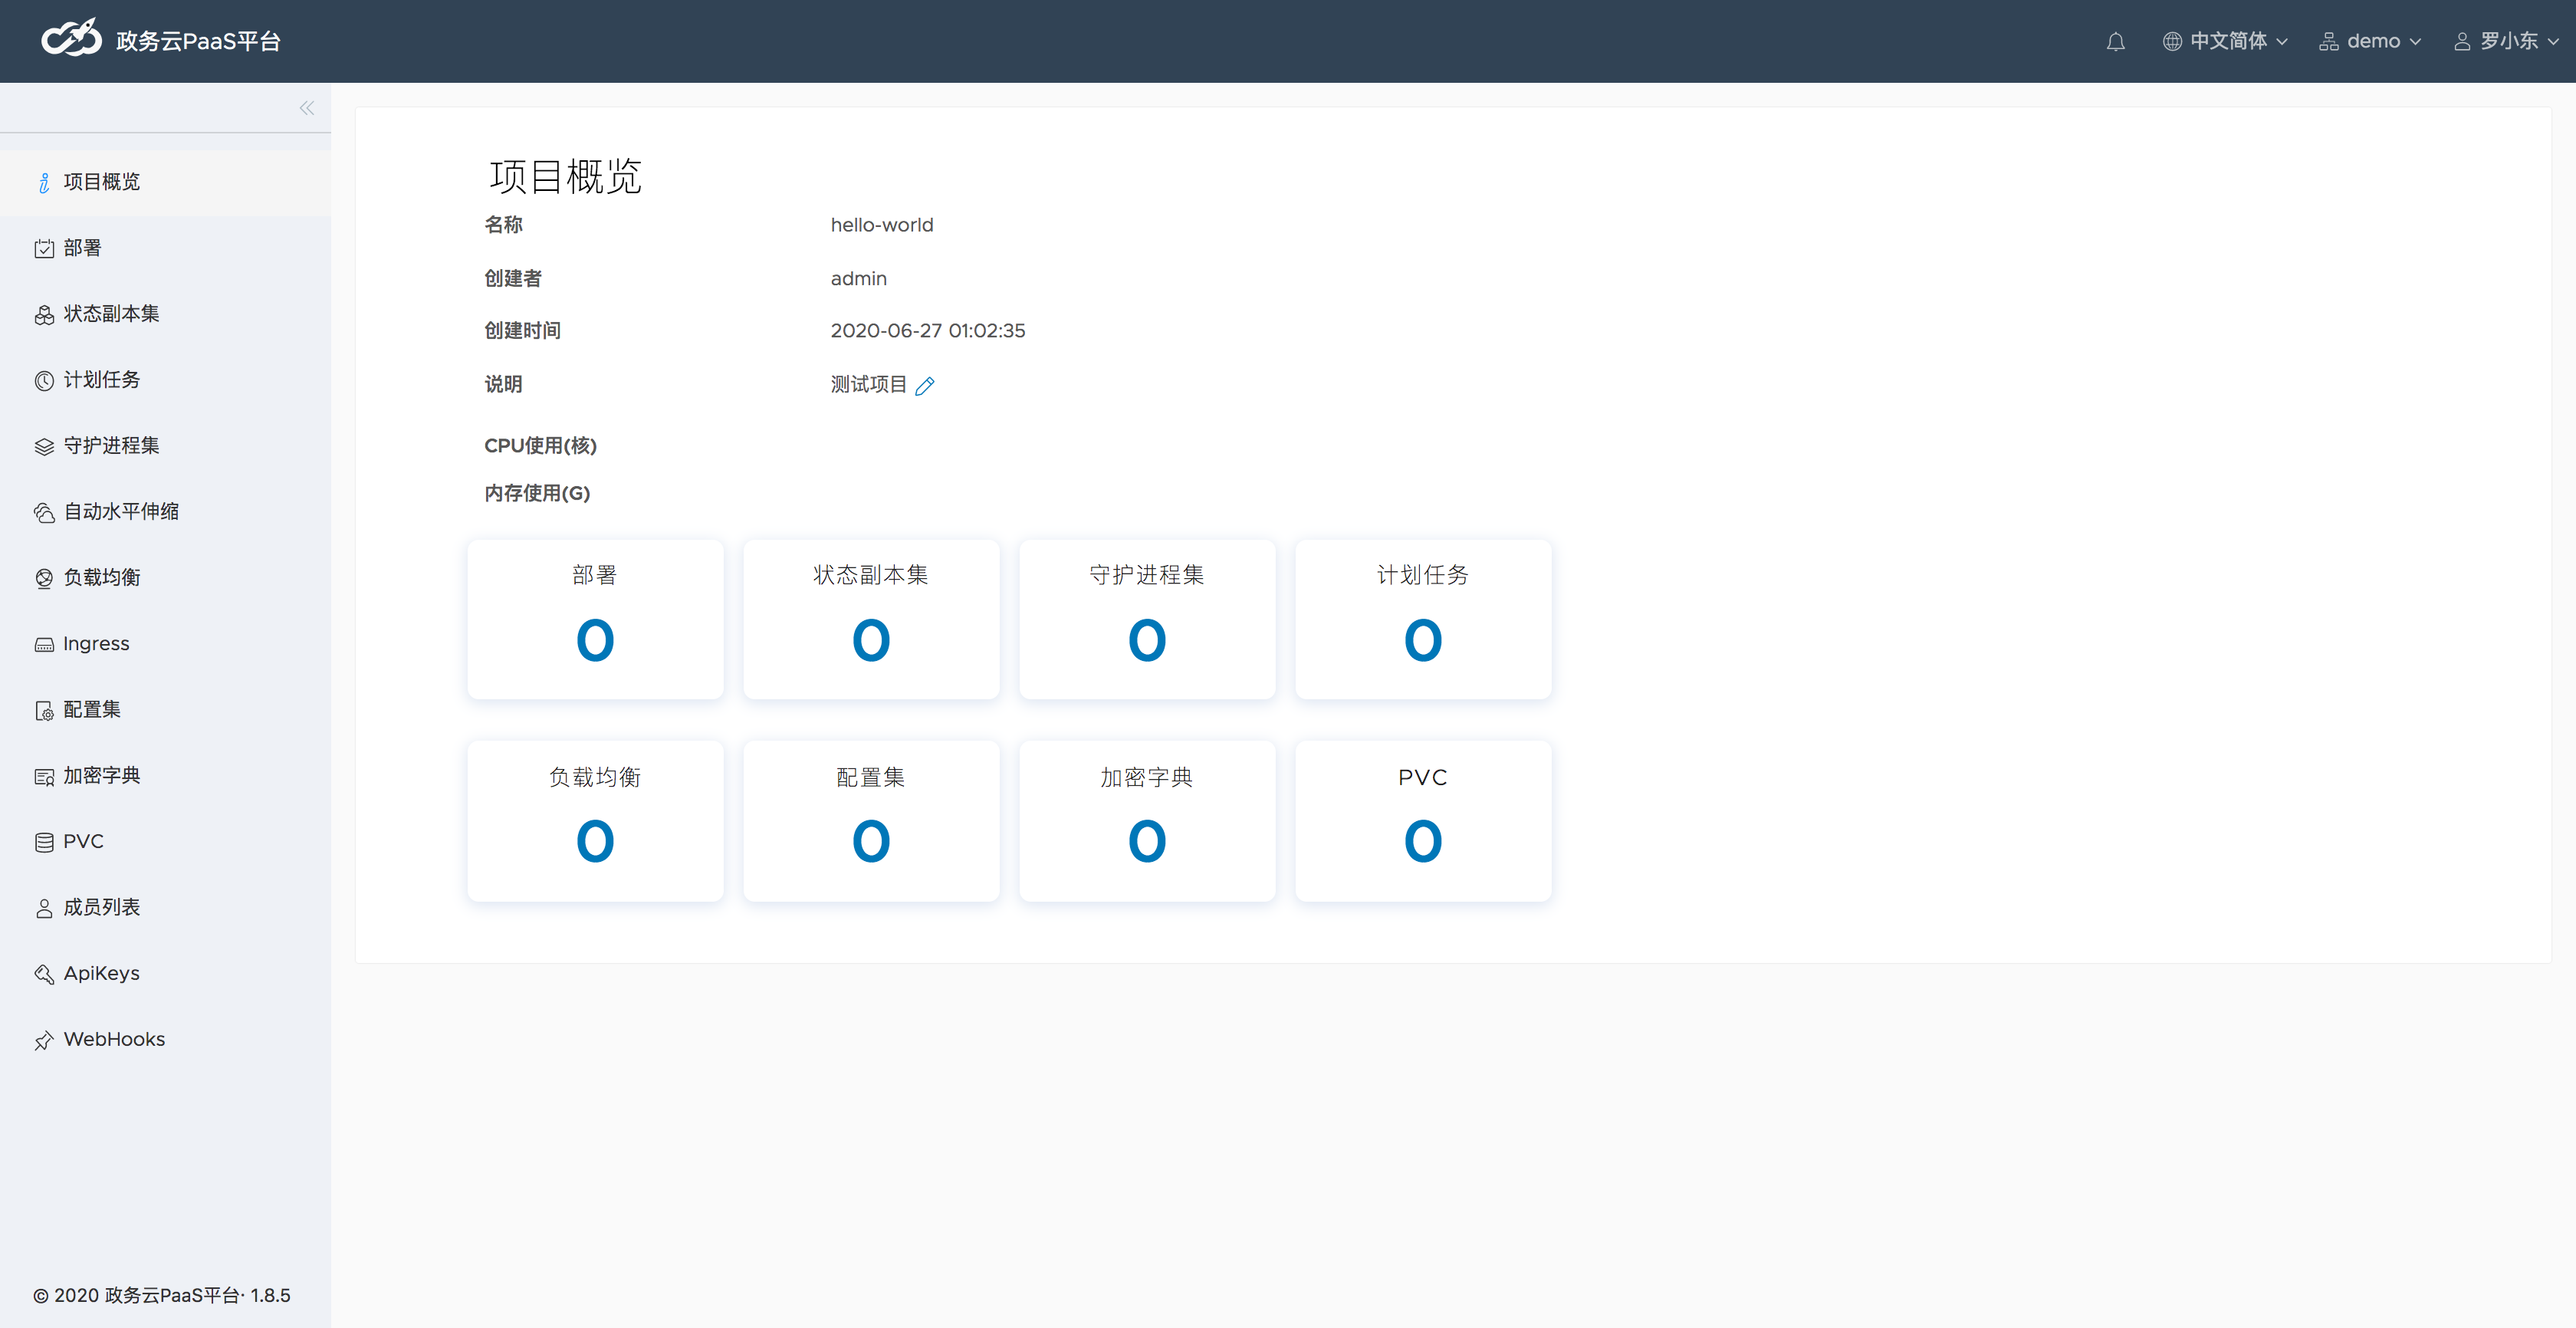 政务云PaaS平台
中文简体
demo
罗小东
项目概览
部署
状态副本集
计划任务
守护进程集
自动水平伸缩
负载均衡
Ingress
配置集
加密字典
PVC
成员列表
ApiKeys
WebHooks
© 2020 政务云PaaS平台· 1.8.5
项目概览
名称 hello-world
创建者 admin
创建时间 2020-06-27 01:02:35
说明 测试项目
CPU使用(核)
内存使用(G)
部署 状态副本集 守护进程集 计划任务
0 0 0 0
负载均衡 配置集 加密字典 PVC
0 0 0 0